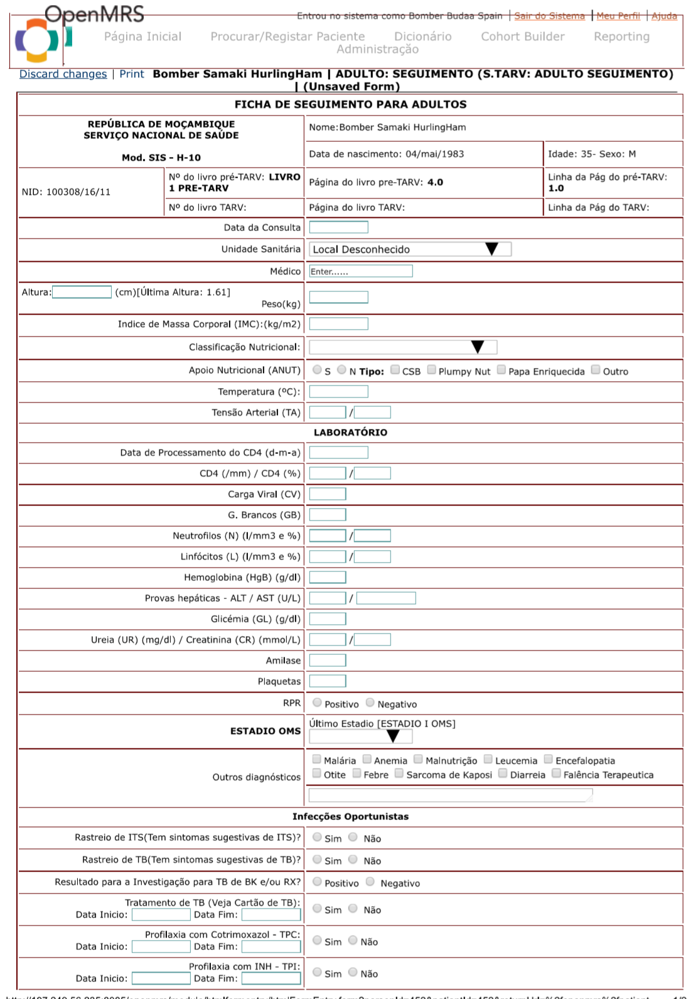 OpenMRS
Entrou no sistema como Bomber Budaa Spain | Sair do Sistema | Meu Perfil | Ajuda
Página Inicial Procurar/Registar Paciente Dicionário Cohort Builder Reporting
Administração
Discard changes | Print Bomber Samaki HurlingHam | ADULTO: SEGUIMENTO (S.TARV: ADULTO SEGUIMENTO)
| (Unsaved Form)
FICHA DE SEGUIMENTO PARA ADULTOS
REPÚBLICA DE MOÇAMBIQUE
SERVIÇO NACIONAL DE SAÚDE
Mod. SIS - H-10
Nome:Bomber Samaki HurlingHam
Data de nascimento: 04/mai/1983
Idade: 35- Sexo: M
NID: 100308/16/11
Nº do livro pré-TARV: LIVRO
1 PRE-TARV
Página do livro pre-TARV: 4.0
Linha da Pág do pré-TARV:
1.0
Nº do livro TARV:
Página do livro TARV:
Linha da Pág do TARV:
Data da Consulta
Unidade Sanitária Local Desconhecido
Médico Enter......
Altura: (cm)[Última Altura: 1.61]
Peso(kg)
Indice de Massa Corporal (IMC):(kg/m2)
Classificação Nutricional:
Apoio Nutricional (ANUT) S N Tipo: CSB Plumpy Nut Papa Enriquecida Outro
Temperatura (ºC):
Tensão Arterial (TA) /
LABORATÓRIO
Data de Processamento do CD4 (d-m-a)
CD4 (/mm) / CD4 (%) /
Carga Viral (CV)
G. Brancos (GB)
Neutrofilos (N) (l/mm3 e %) /
Linfócitos (L) (l/mm3 e %) /
Hemoglobina (HgB) (g/dl)
Provas hepáticas - ALT / AST (U/L) /
Glicémia (GL) (g/dl)
Ureia (UR) (mg/dl) / Creatinina (CR) (mmol/L) /
Amilase
Plaquetas
RPR Positivo Negativo
ESTADIO OMS
Último Estadio [ESTADIO I OMS]
Outros diagnósticos
Malária Anemia Malnutrição Leucemia Encefalopatia
Otite Febre Sarcoma de Kaposi Diarreia Falência Terapeutica
Infecções Oportunistas
Rastreio de ITS(Tem sintomas sugestivas de ITS)? Sim Não
Rastreio de TB(Tem sintomas sugestivas de TB)? Sim Não
Resultado para a Investigação para TB de BK e/ou RX? Positivo Negativo
Tratamento de TB (Veja Cartão de TB):
Data Inicio: Data Fim: Sim Não
Profilaxia com Cotrimoxazol - TPC:
Data Inicio: Data Fim: Sim Não
Profilaxia com INH - TPI:
Data Inicio: Data Fim: Sim Não